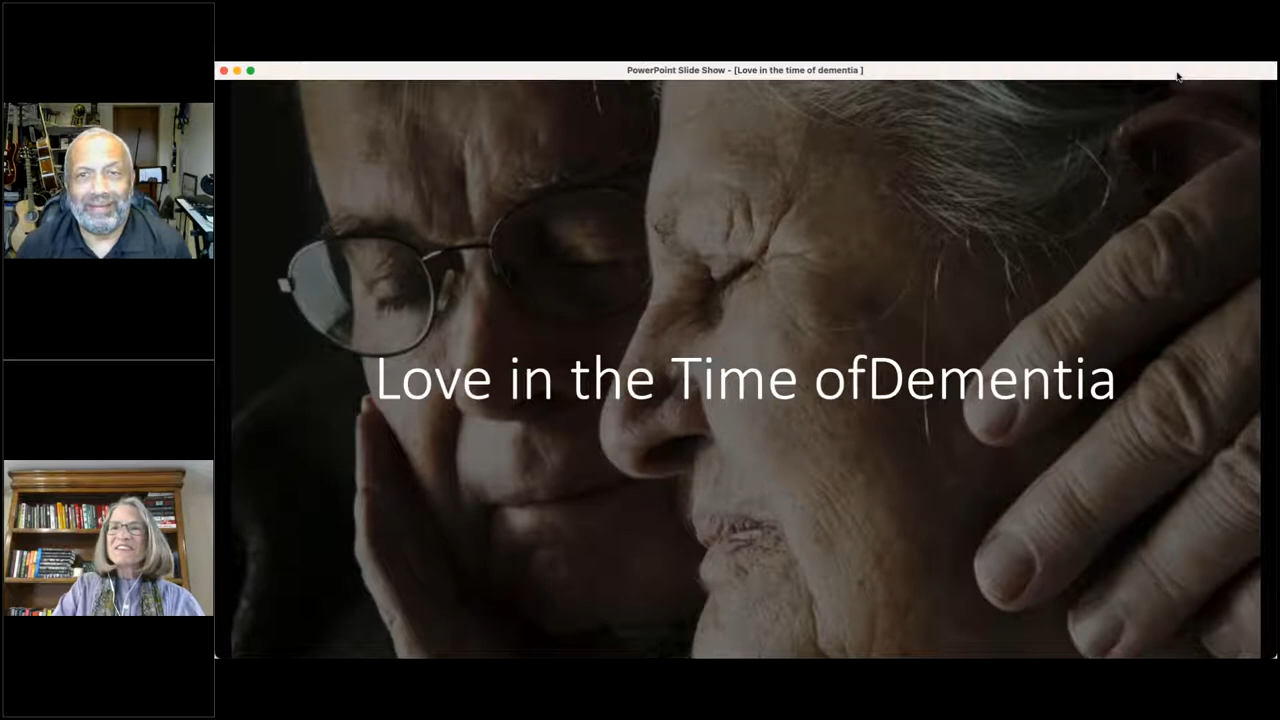 PowerPoint Slide Show - [Love in the time of dementia ]
Love in the Time ofDementia